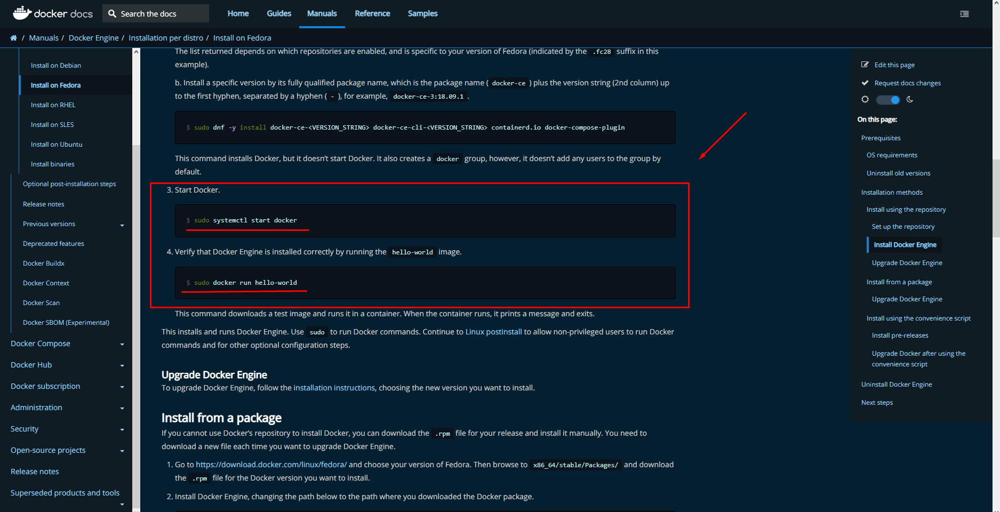 docker docs
Search the docs
Home
Guides
Manuals
Reference
Samples
/ Manuals / Docker Engine / Installation per distro / Install on Fedora
Install on Debian
Install on Fedora
Install on RHEL
Install on SLES
Install on Ubuntu
Install binaries
Optional post-installation steps
Release notes
Previous versions
Deprecated features
Docker Buildx
Docker Context
Docker Scan
Docker SBOM (Experimental)
Docker Compose
Docker Hub
Docker subscription
Administration
Security
Open-source projects
Release notes
Superseded products and tools
The list returned depends on which repositories are enabled, and is specific to your version of Fedora (indicated by the .fc28 suffix in this
example).
b. Install a specific version by its fully qualified package name, which is the package name ( docker-ce ) plus the version string (2nd column) up
to the first hyphen, separated by a hyphen ( - ), for example, docker-ce-3:18.09.1 .
$ sudo dnf -y install docker-ce-<VERSION_STRING> docker-ce-cli-<VERSION_STRING> containerd.io docker-compose-plugin
This command installs Docker, but it doesn’t start Docker. It also creates a docker group, however, it doesn’t add any users to the group by
default.
3. Start Docker.
$ sudo systemctl start docker
4. Verify that Docker Engine is installed correctly by running the hello-world image.
$ sudo docker run hello-world
This command downloads a test image and runs it in a container. When the container runs, it prints a message and exits.
This installs and runs Docker Engine. Use sudo to run Docker commands. Continue to Linux postinstall to allow non-privileged users to run Docker
commands and for other optional configuration steps.
Upgrade Docker Engine
To upgrade Docker Engine, follow the installation instructions, choosing the new version you want to install.
Install from a package
If you cannot use Docker’s repository to install Docker, you can download the .rpm file for your release and install it manually. You need to
download a new file each time you want to upgrade Docker Engine.
1. Go to https://download.docker.com/linux/fedora/ and choose your version of Fedora. Then browse to x86_64/stable/Packages/ and download
the .rpm file for the Docker version you want to install.
2. Install Docker Engine, changing the path below to the path where you downloaded the Docker package.
Edit this page
Request docs changes
On this page:
Prerequisites
OS requirements
Uninstall old versions
Installation methods
Install using the repository
Set up the repository
Install Docker Engine
Upgrade Docker Engine
Install from a package
Upgrade Docker Engine
Install using the convenience script
Install pre-releases
Upgrade Docker after using the
convenience script
Uninstall Docker Engine
Next steps